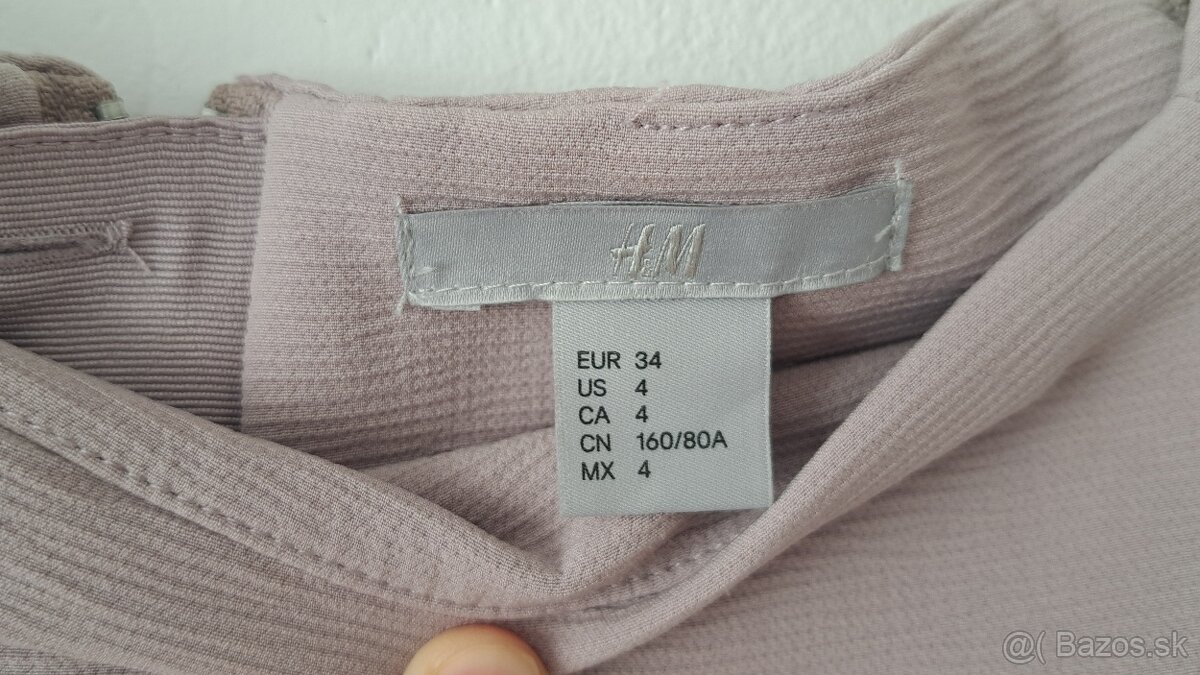 H&M
EUR 34
US 4
CA 4
CN 160/80A
MX 4
@( Bazos.sk